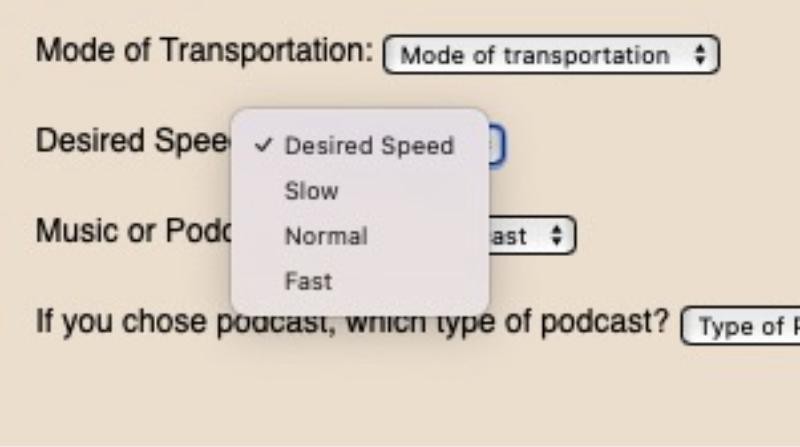 Mode of Transportation: Mode of transportation
Desired Spee
✓ Desired Speed
Slow
Normal
Fast
Music or Podc ast
If you chose podcast, which type of podcast? Type of